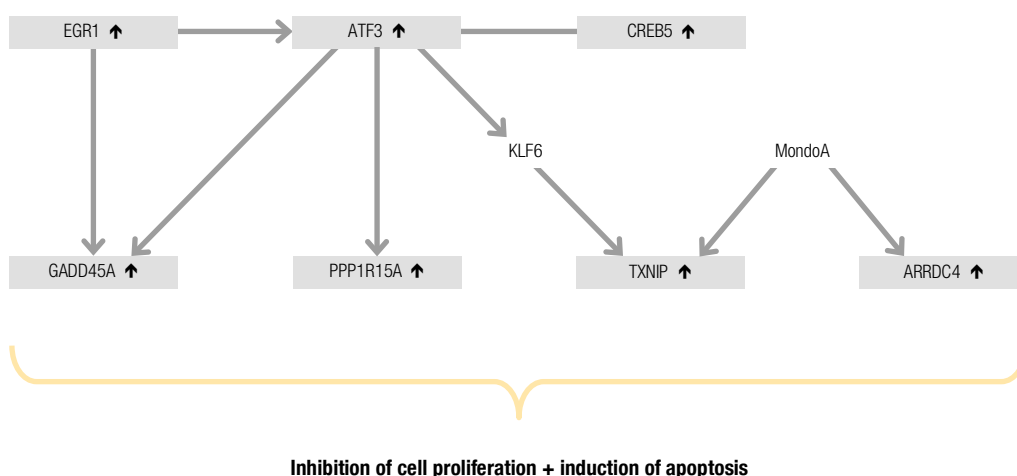 EGR1 ↑
ATF3 ↑
CREB5 ↑
KLF6
MondoA
GADD45A ↑
PPP1R15A ↑
TXNIP ↑
ARRDC4 ↑
Inhibition of cell proliferation + induction of apoptosis